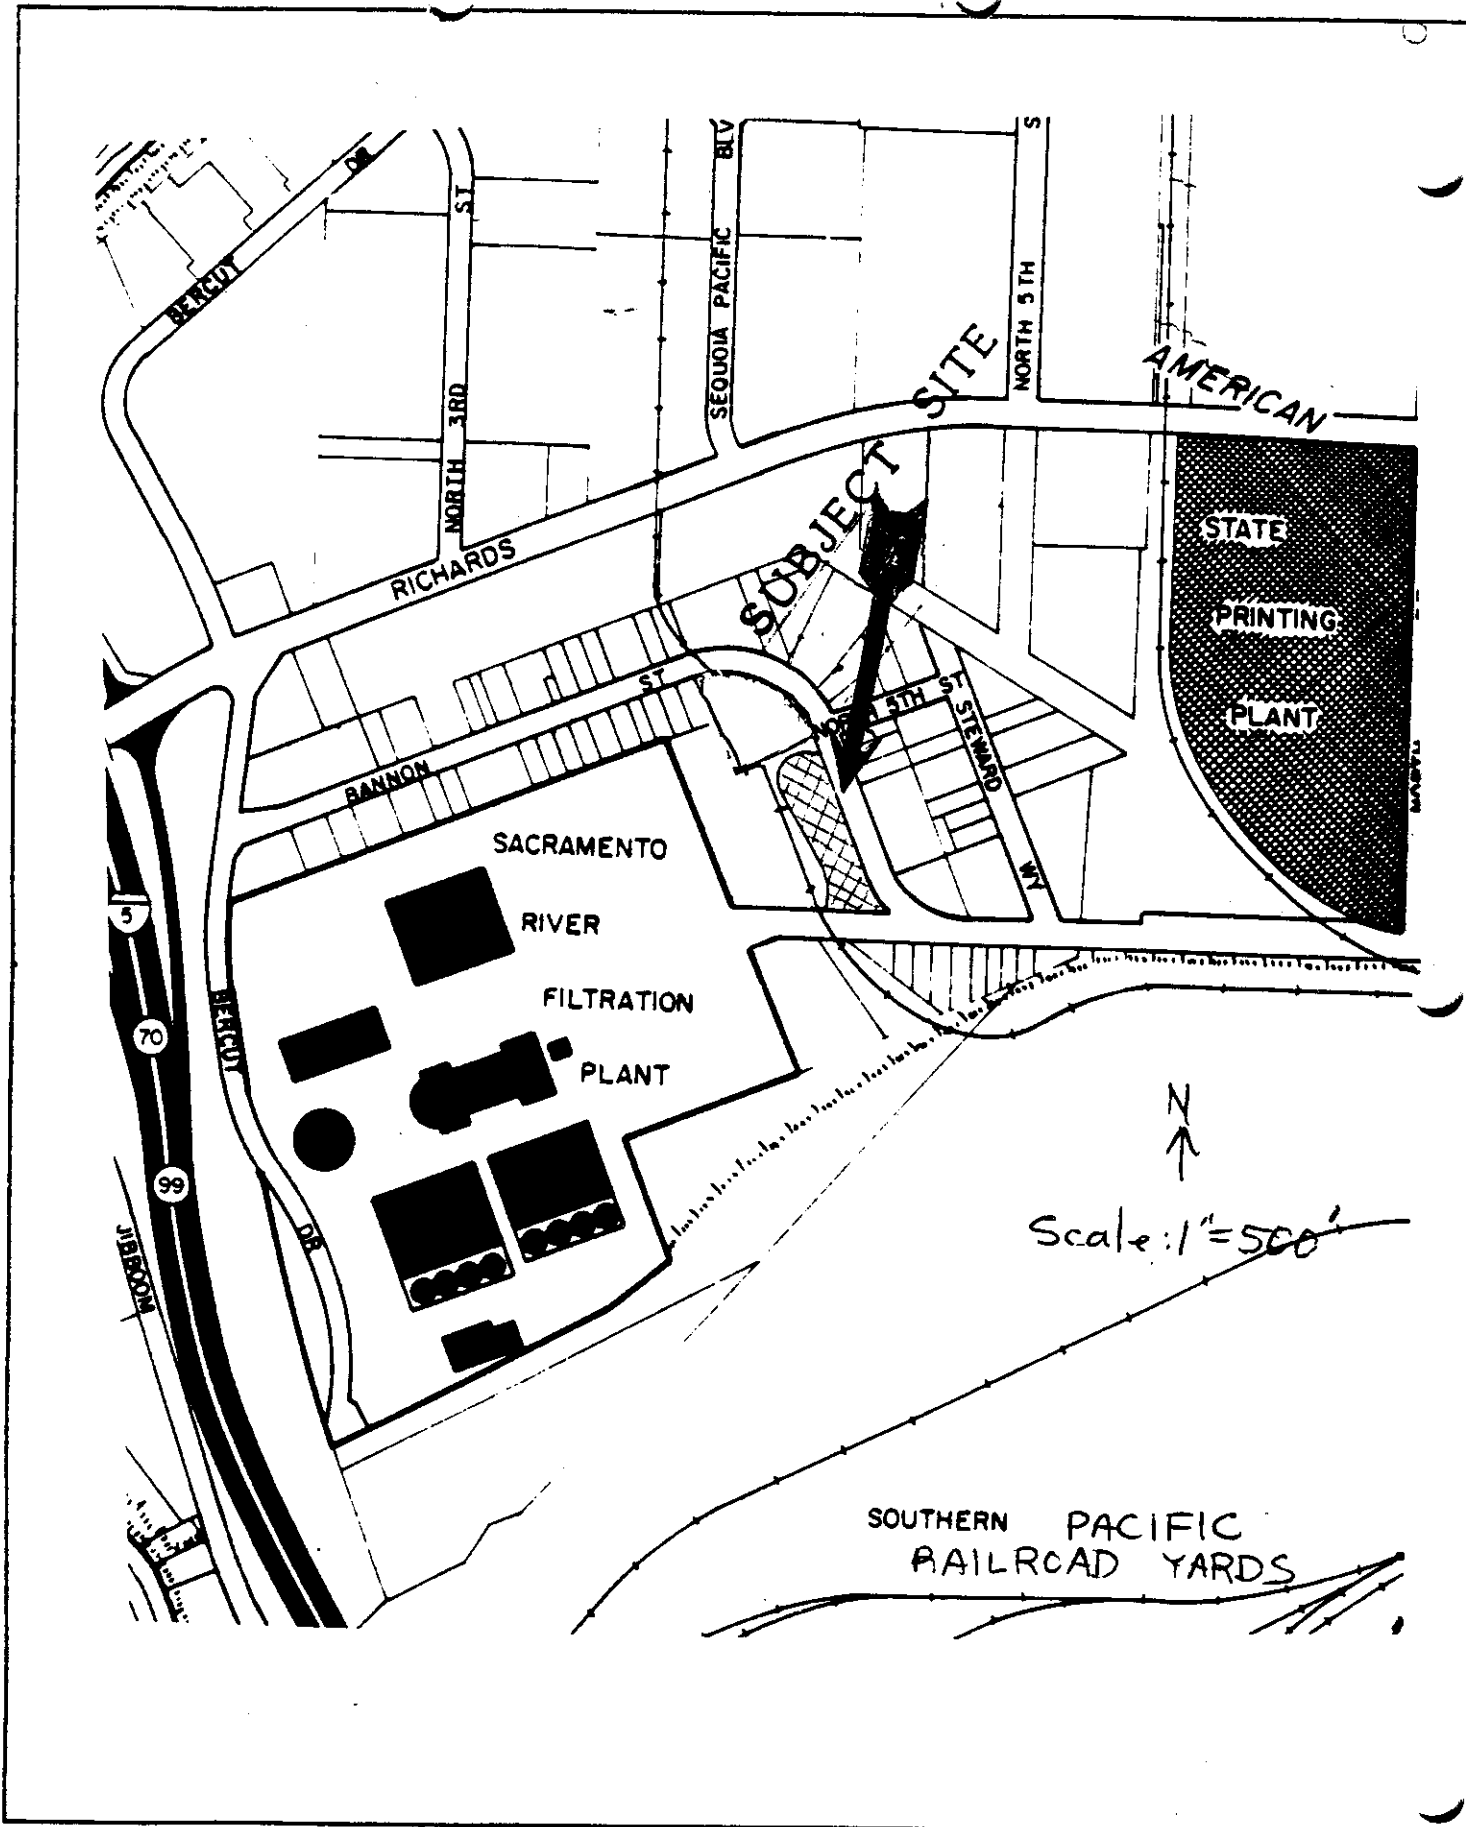 BLV
S
DR
ST
BERCUT
SEQUOIA PACIFIC
NORTH 5TH
SUBJECT SITE
AMERICAN
NORTH 3RD
RICHARDS
STATE
PRINTING
PLANT
ST
NORTH 5TH ST
STEWARD
BANNON
NORTH
SACRAMENTO
WY
5
RIVER
FILTRATION
BERCUT
70
PLANT
N
99
Scale: 1"=500'
JIBBOOM
DR
SOUTHERN PACIFIC
RAILROAD YARDS